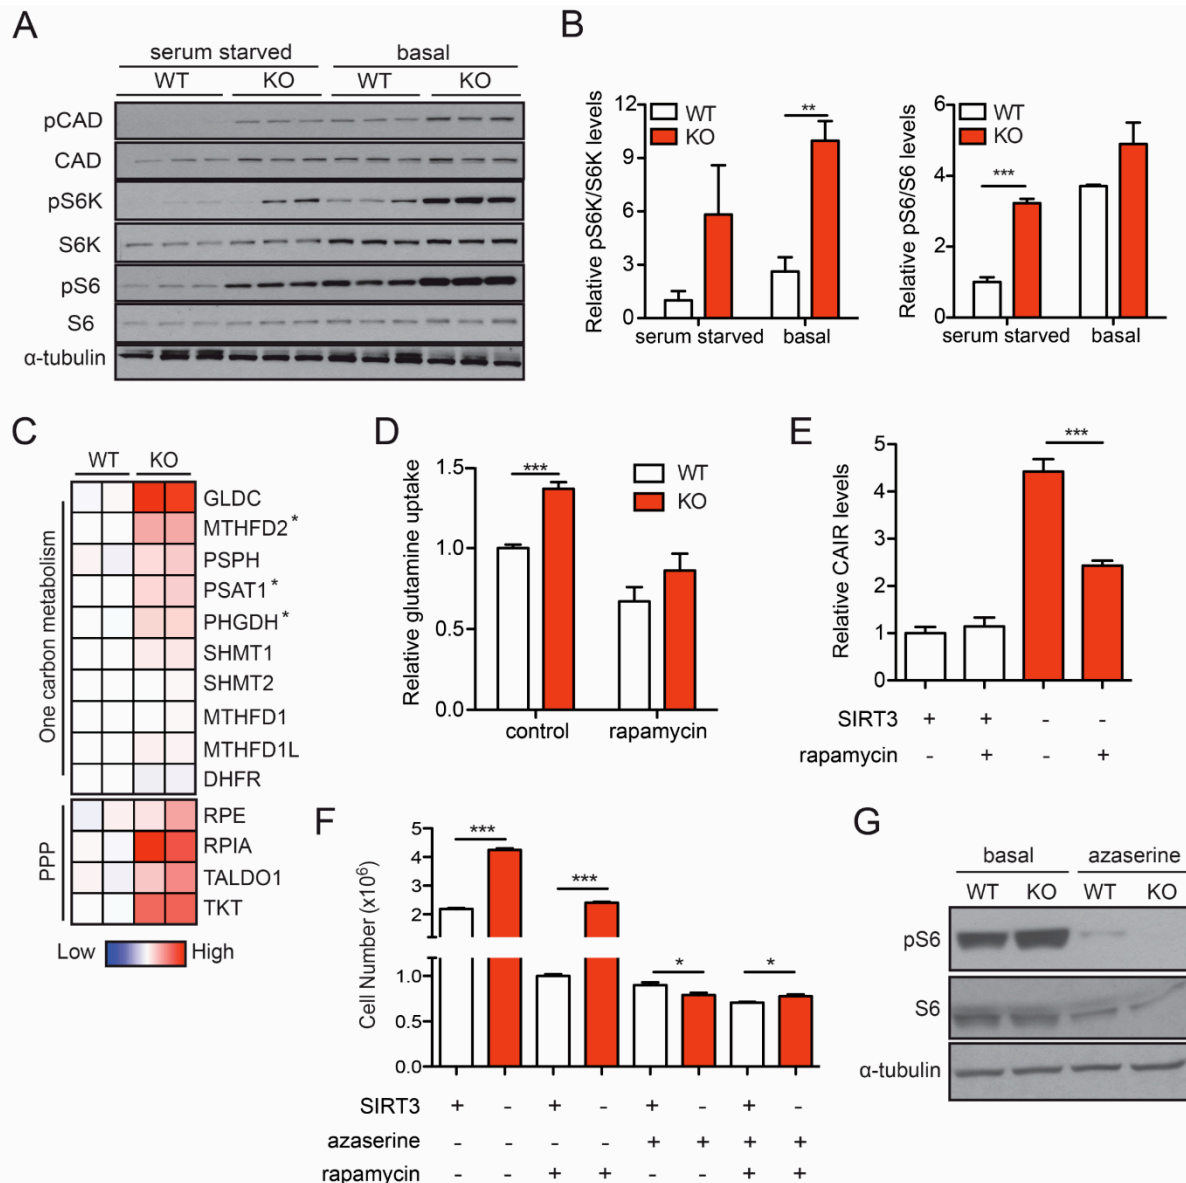 A
serum starved basal
WT KO WT KO
pCAD
CAD
pS6K
S6K
pS6
S6
α-tubulin
B
Relative pS6K/S6K levels
12
9
6
3
0
WT
KO
**
serum starved basal
Relative pS6/S6 levels
6
4
2
0
WT
KO
***
serum starved basal
C
WT KO
One carbon metabolism
GLDC
MTHFD2*
PSPH
PSAT1*
PHGDH*
SHMT1
SHMT2
MTHFD1
MTHFD1L
DHFR
PPP
RPE
RPIA
TALDO1
TKT
Low High
D
Relative glutamine uptake
1.5
1.0
0.5
0.0
***
WT
KO
control rapamycin
E
Relative CAIR levels
5
4
3
2
1
0
***
SIRT3 + + - -
rapamycin - + - +
F
Cell Number (x10⁶)
5
4
3
2
1.0
0.5
0.0
*** *** * *
SIRT3 + - + - + - + -
azaserine - - - - + + + +
rapamycin - - + + - - + +
G
basal azaserine
WT KO WT KO
pS6
S6
α-tubulin